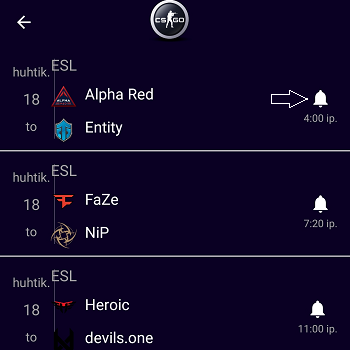 CS GO
ESL
huhtik.
Alpha Red
18
4:00 ip.
to
Entity
ESL
huhtik.
FaZe
18
7:20 ip.
to
NiP
ESL
huhtik.
Heroic
18
11:00 ip.
to
devils.one